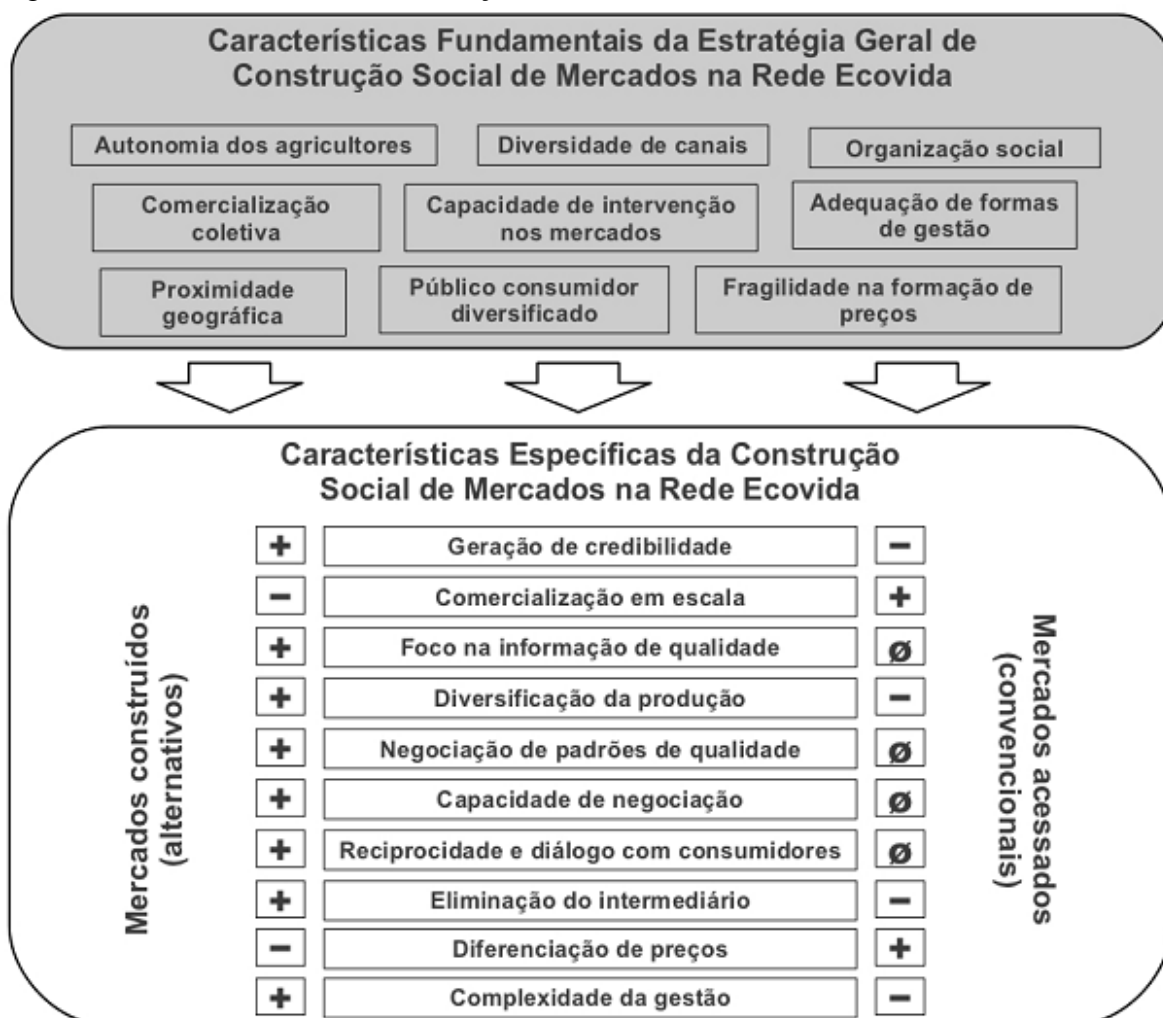 Características Fundamentais da Estratégia Geral de
Construção Social de Mercados na Rede Ecovida
Autonomia dos agricultores
Diversidade de canais
Organização social
Comercialização
coletiva
Capacidade de intervenção
nos mercados
Adequação de formas
de gestão
Proximidade
geográfica
Público consumidor
diversificado
Fragilidade na formação de
preços
Características Específicas da Construção
Social de Mercados na Rede Ecovida
Mercados construídos
(alternativos)
+ Geração de credibilidade −
− Comercialização em escala +
+ Foco na informação de qualidade ø
+ Diversificação da produção −
+ Negociação de padrões de qualidade ø
+ Capacidade de negociação ø
+ Reciprocidade e diálogo com consumidores ø
+ Eliminação do intermediário −
− Diferenciação de preços +
+ Complexidade da gestão −
Mercados acessados
(convencionais)